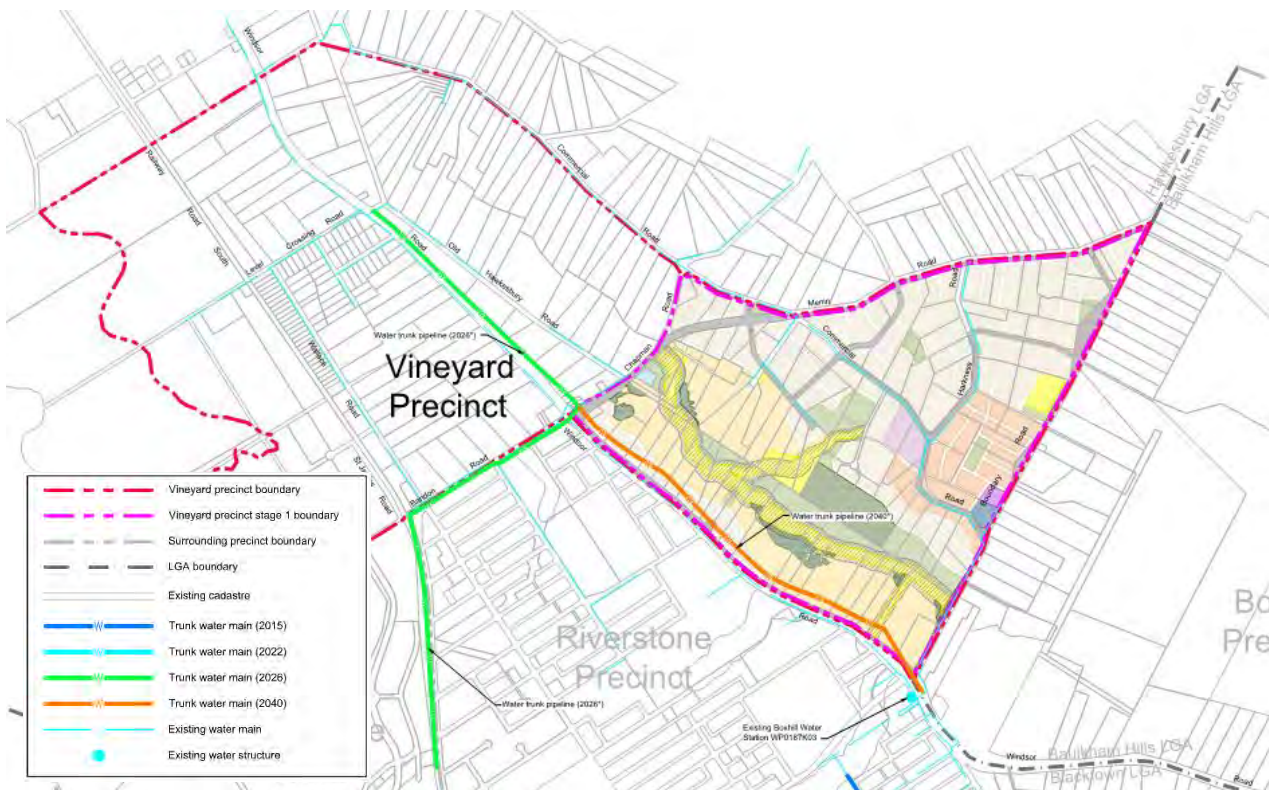 Windsor
Railway
Road
South
Level
Crossing
Road
Road
Old
Hawkesbury
Road
Commercial
Road
Hawkesbury LGA
Baulkham Hills LGA
Road
Menin
Road
Road
Chapman
Commercial
Harkness
Road
Boundary
Road
Wallace
Road
Water trunk pipeline (2026*)
Vineyard
Precinct
Windsor
Bandon
Road
Road
Water trunk pipeline (2040*)
Road
Riverstone
Precinct
Water trunk pipeline (2026*)
Existing Boxhill Water
Station WP0187K03
Windsor
Road
Baulkham Hills LGA
Blacktown LGA
Vineyard precinct boundary
Vineyard precinct stage 1 boundary
Surrounding precinct boundary
LGA boundary
Existing cadastre
W
Trunk water main (2015)
W
Trunk water main (2022)
W
Trunk water main (2026)
W
Trunk water main (2040)
Existing water main
Existing water structure